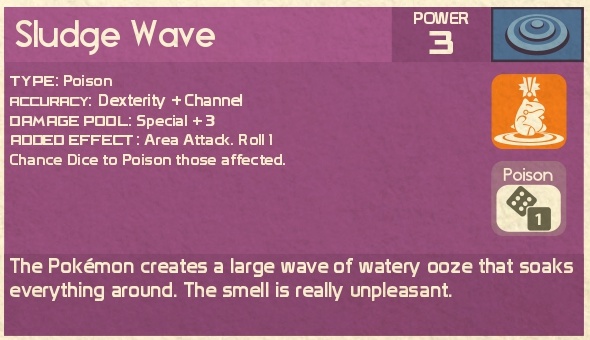 Sludge Wave
POWER
3
TYPE: Poison
ACCURACY: Dexterity + Channel
DAMAGE POOL: Special + 3
ADDED EFFECT: Area Attack. Roll 1
Chance Dice to Poison those affected.
Poison
1
The Pokémon creates a large wave of watery ooze that soaks
everything around. The smell is really unpleasant.